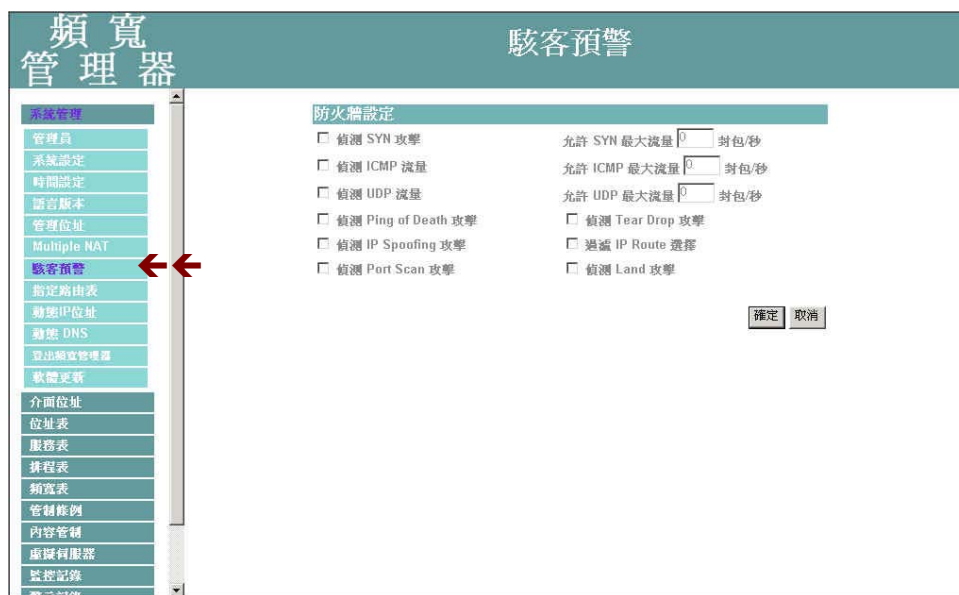 頻寬
管理器
駭客預警
系統管理
管理員
系統設定
時間設定
語言版本
管理位址
Multiple NAT
駭客預警
指定路由表
動態IP位址
動態 DNS
登出頻寬管理器
軟體更新
介面位址
位址表
服務表
排程表
頻寬表
管制條例
內容管制
虛擬伺服器
監控記錄
防火牆設定
偵測 SYN 攻擊 允許 SYN 最大流量 0 封包/秒
偵測 ICMP 流量 允許 ICMP 最大流量 0 封包/秒
偵測 UDP 流量 允許 UDP 最大流量 0 封包/秒
偵測 Ping of Death 攻擊 偵測 Tear Drop 攻擊
偵測 IP Spoofing 攻擊 過濾 IP Route 選擇
偵測 Port Scan 攻擊 偵測 Land 攻擊
確定 取消